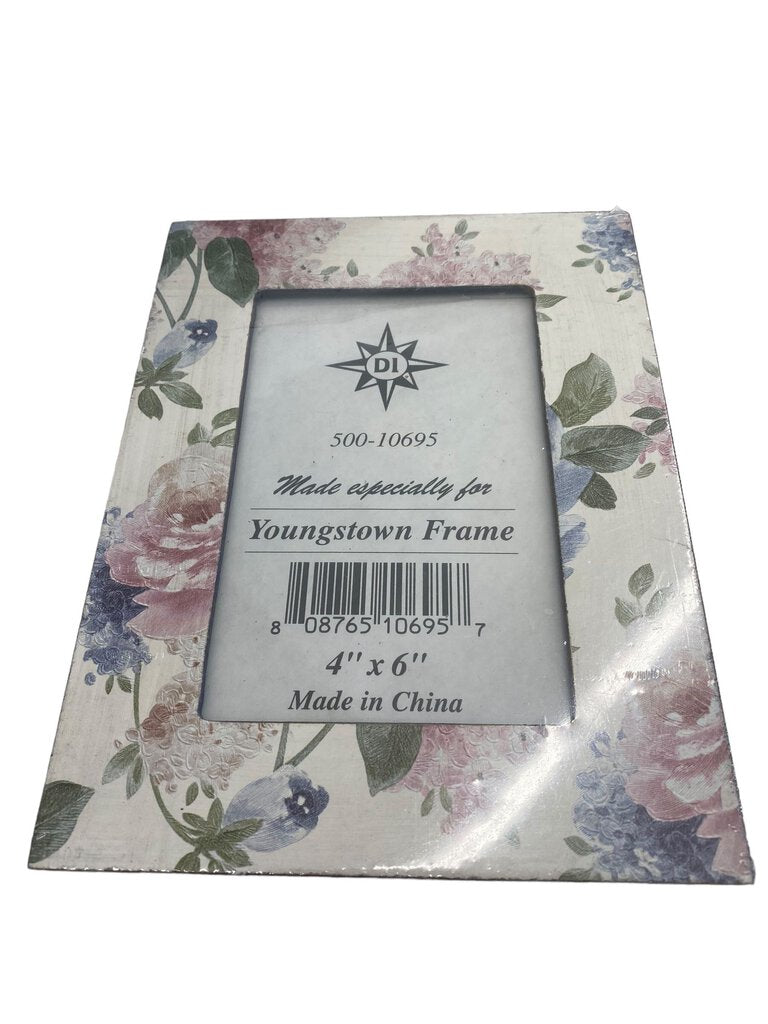 DI
500-10695
Made especially for
Youngstown Frame
8 08765 10695 7
4" x 6"
Made in China